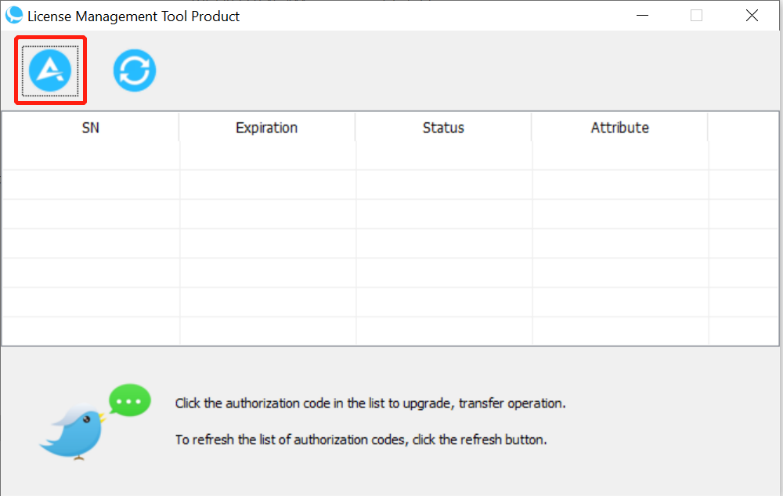 License Management Tool Product
SN Expiration Status Attribute
Click the authorization code in the list to upgrade, transfer operation.
To refresh the list of authorization codes, click the refresh button.